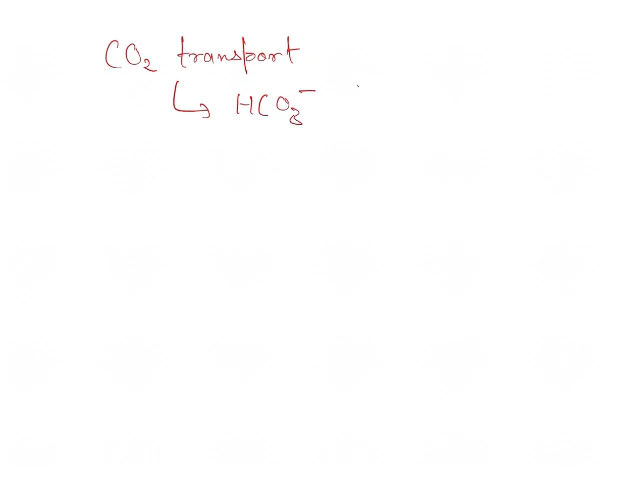 CO₂ transport
↳ HCO₃⁻